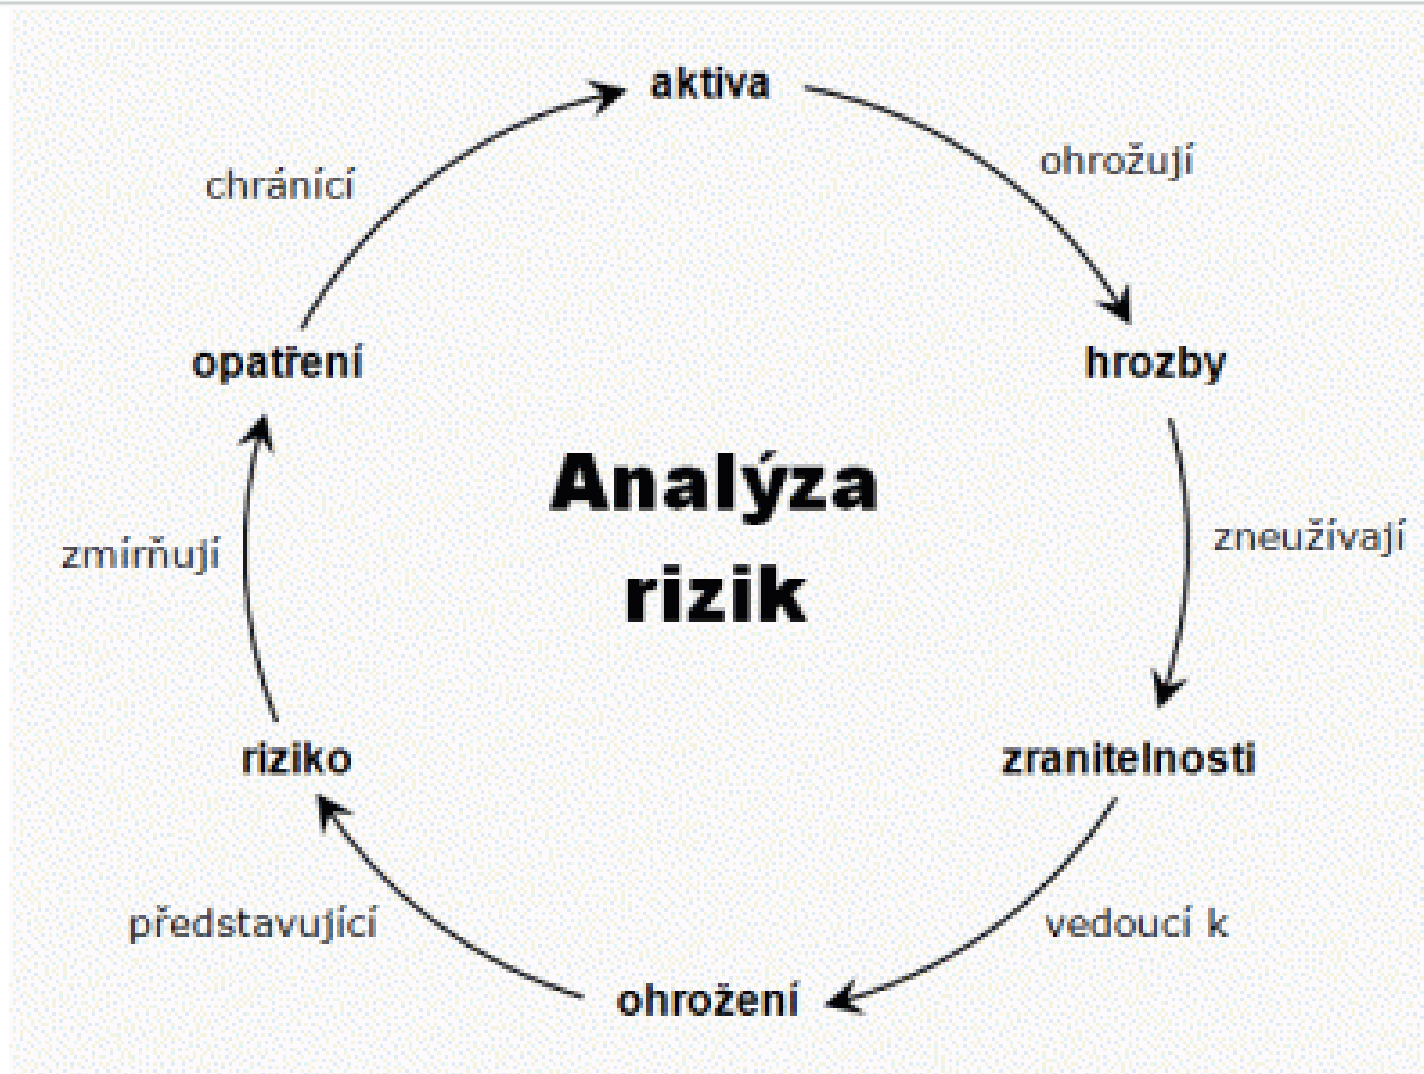 aktiva
ohrožují
hrozby
zneužívají
zranitelnosti
vedoucí k
ohrožení
představující
riziko
zmírňují
opatření
chránící
Analýza
rizik